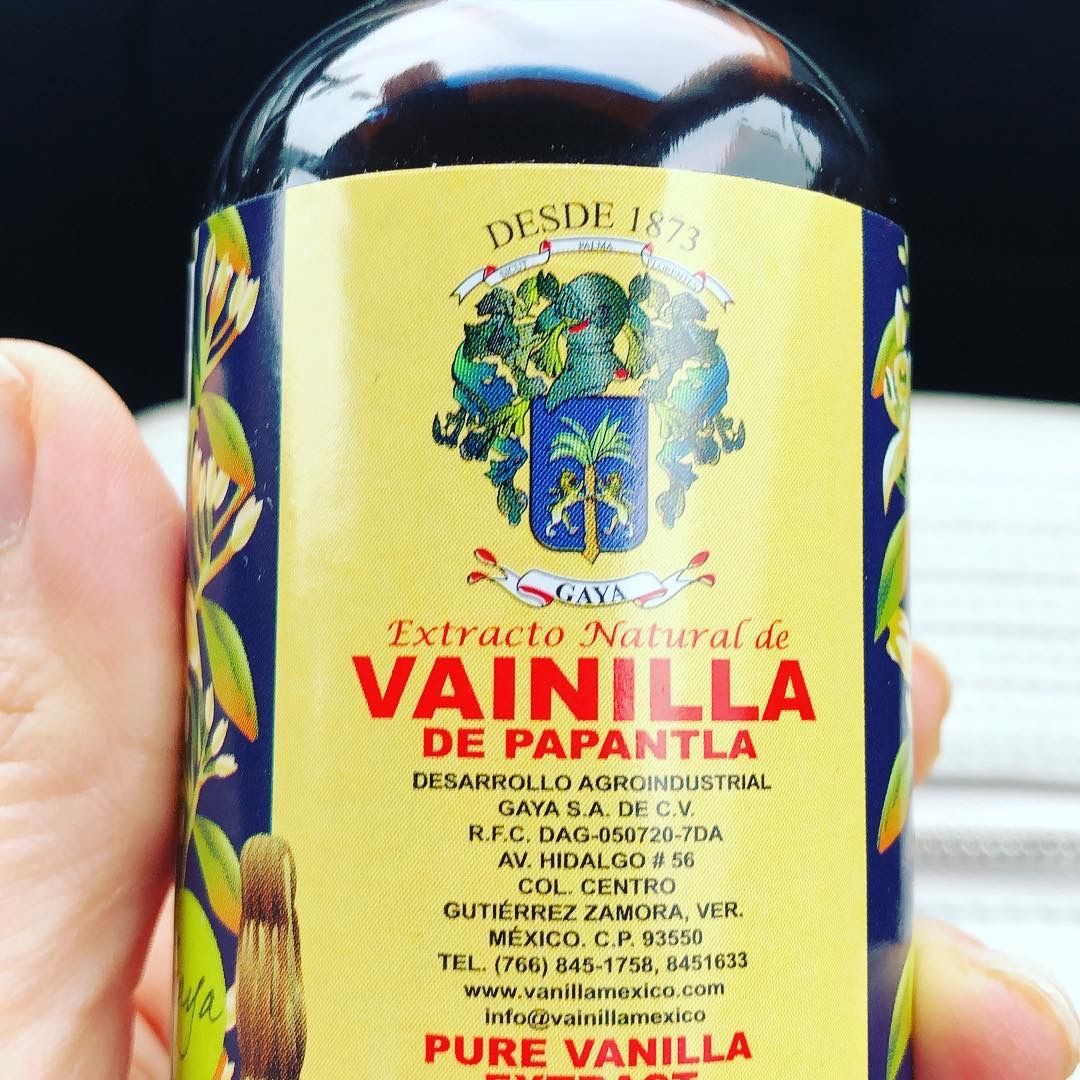 DESDE 1873
PALMA
GAYA
Extracto Natural de
VAINILLA
DE PAPANTLA
DESARROLLO AGROINDUSTRIAL
GAYA S.A. DE C.V.
R.F.C. DAG-050720-7DA
AV. HIDALGO # 56
COL. CENTRO
GUTIÉRREZ ZAMORA, VER.
MÉXICO. C.P. 93550
TEL. (766) 845-1758, 8451633
www.vanillamexico.com
info@vainillamexico
PURE VANILLA
EXTRACT